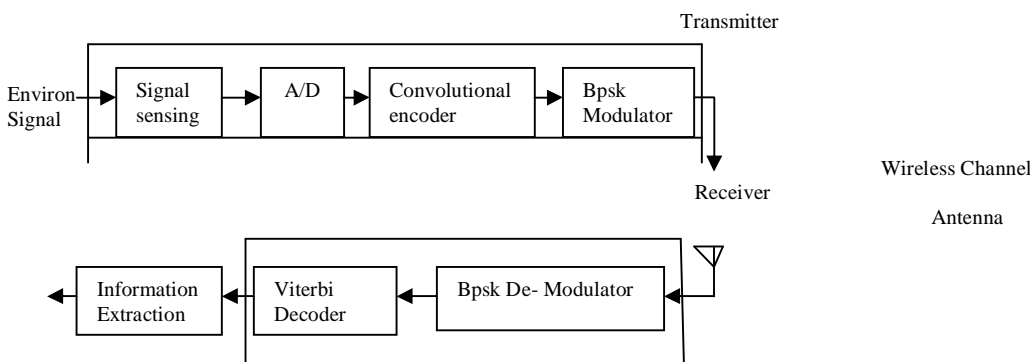 Transmitter
Environ
Signal
Signal
sensing
A/D
Convolutional
encoder
Bpsk
Modulator
Receiver
Wireless Channel
Antenna
Information
Extraction
Viterbi
Decoder
Bpsk De- Modulator